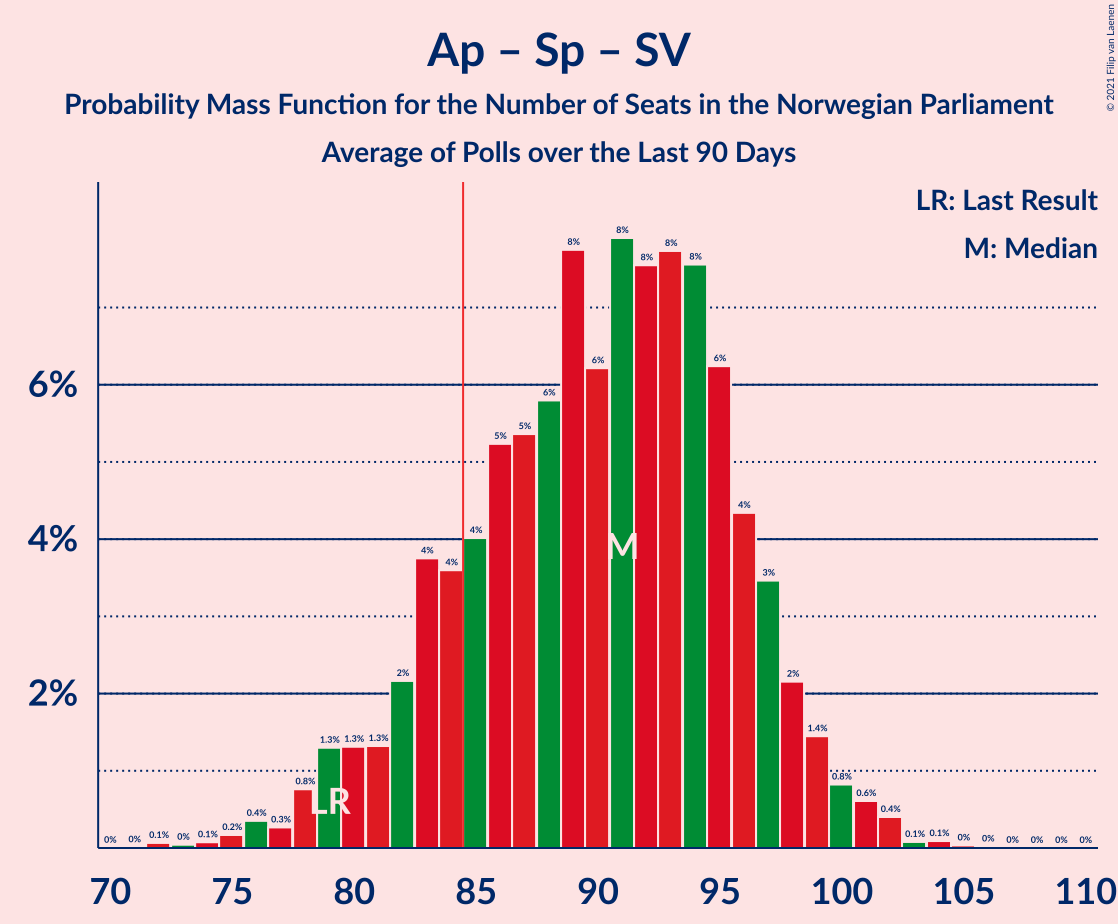 Ap – Sp – SV
Probability Mass Function for the Number of Seats in the Norwegian Parliament
Average of Polls over the Last 90 Days
© 2021 Filip van Laenen
LR: Last Result
M: Median
6%
4%
2%
0% 0% 0.1% 0% 0.1% 0.2% 0.4% 0.3% 0.8% 1.3% 1.3% 1.3% 2% 4% 4% 4% 5% 5% 6% 8% 6% 8% 8% 8% 8% 6% 4% 3% 2% 1.4% 0.8% 0.6% 0.4% 0.1% 0.1% 0% 0% 0% 0% 0% 0%
LR
M
70 75 80 85 90 95 100 105 110